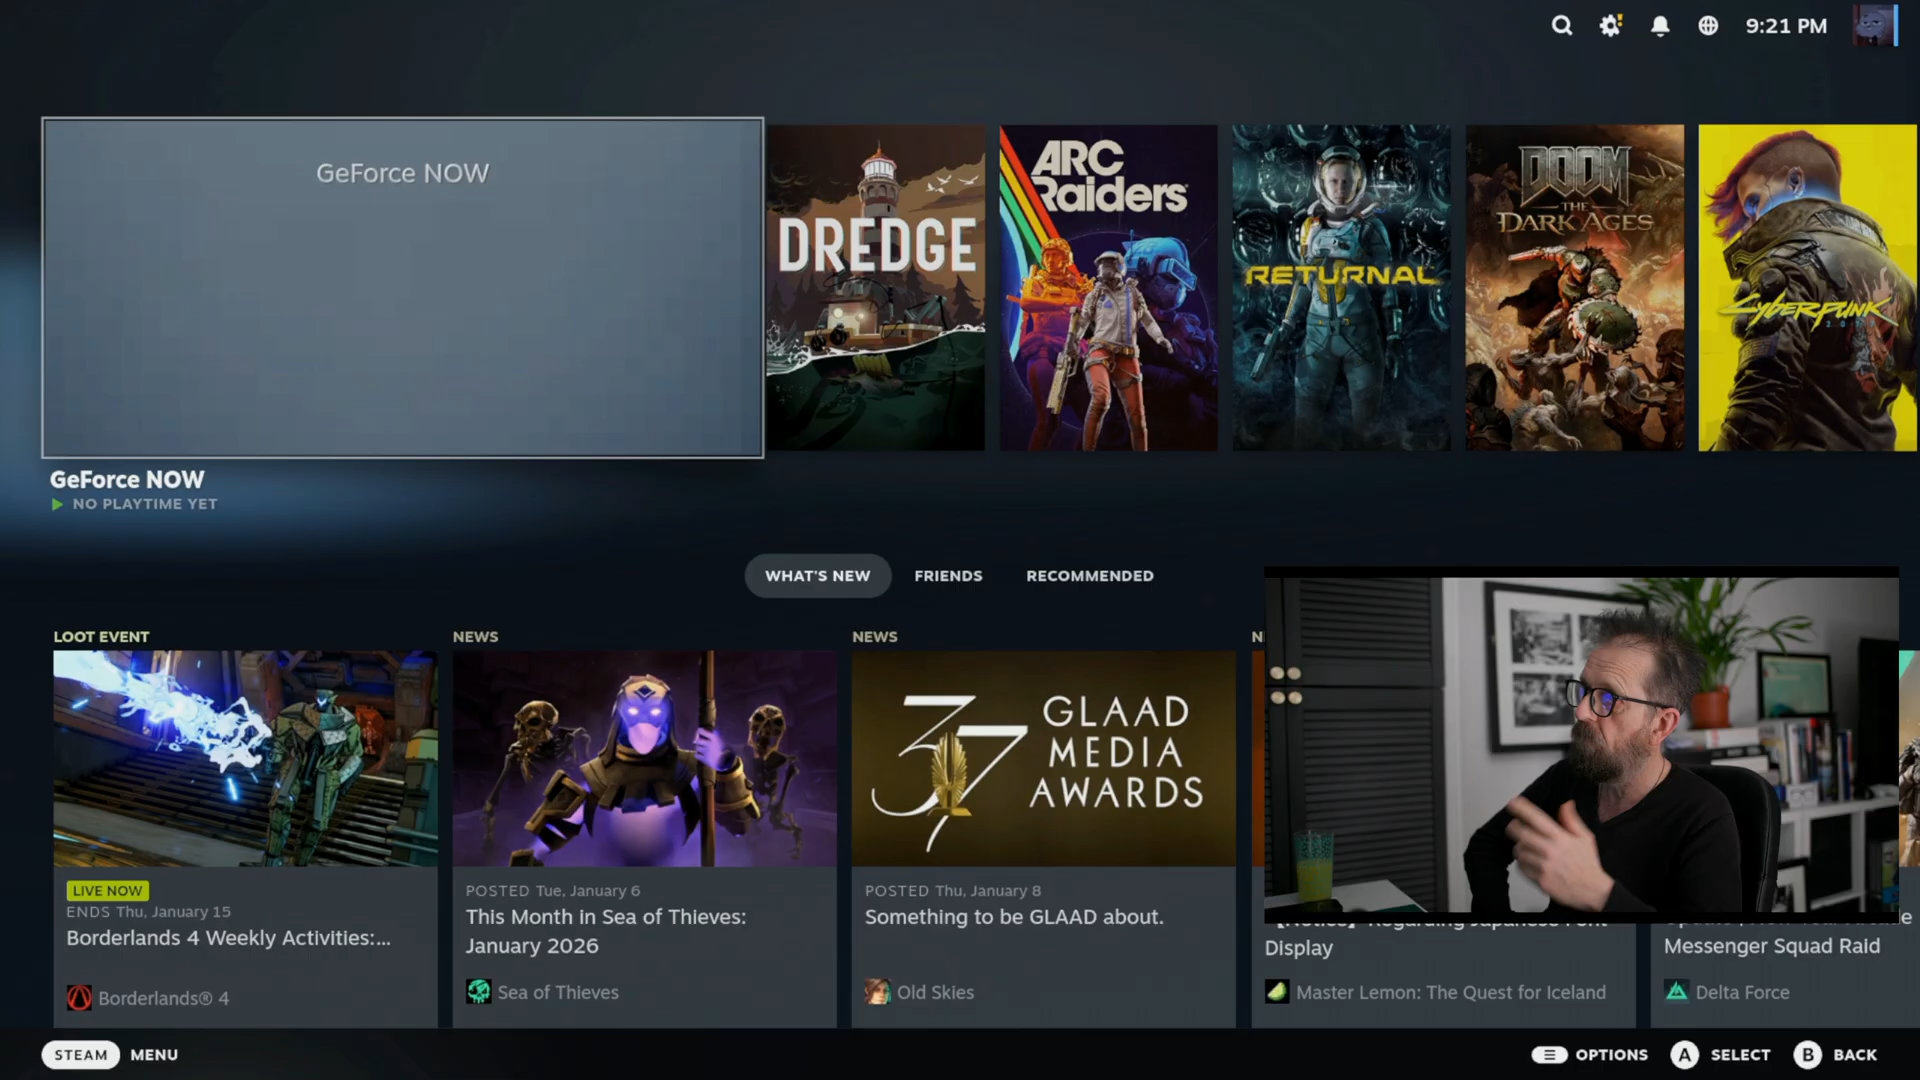 9:21 PM
GeForce NOW
DREDGE
ARC
Raiders
RETURNAL
DOOM
THE
DARK AGES
CYBERPUNK
2077
GeForce NOW
NO PLAYTIME YET
WHAT'S NEW
FRIENDS
RECOMMENDED
LOOT EVENT
NEWS
NEWS
37
GLAAD
MEDIA
AWARDS
LIVE NOW
ENDS Thu, January 15
Borderlands 4 Weekly Activities:...
Borderlands® 4
POSTED Tue, January 6
This Month in Sea of Thieves:
January 2026
Sea of Thieves
POSTED Thu, January 8
Something to be GLAAD about.
Old Skies
Display
Master Lemon: The Quest for Iceland
Messenger Squad Raid
Delta Force
STEAM
MENU
OPTIONS
A
SELECT
B
BACK